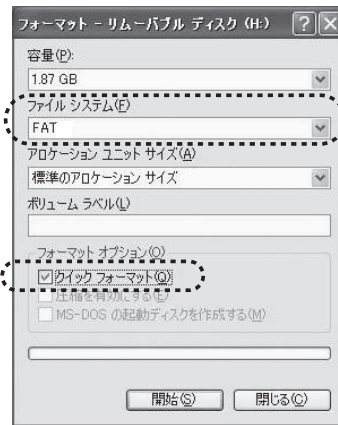 フォーマット - リムーバブル ディスク (H:)
容量(P):
1.87 GB
ファイル システム(F)
FAT
アロケーション ユニット サイズ(A)
標準のアロケーション サイズ
ボリューム ラベル(L)
フォーマット オプション(O)
クイック フォーマット(Q)
圧縮を有効にする(E)
MS-DOS の起動ディスクを作成する(M)
開始(S)
閉じる(C)